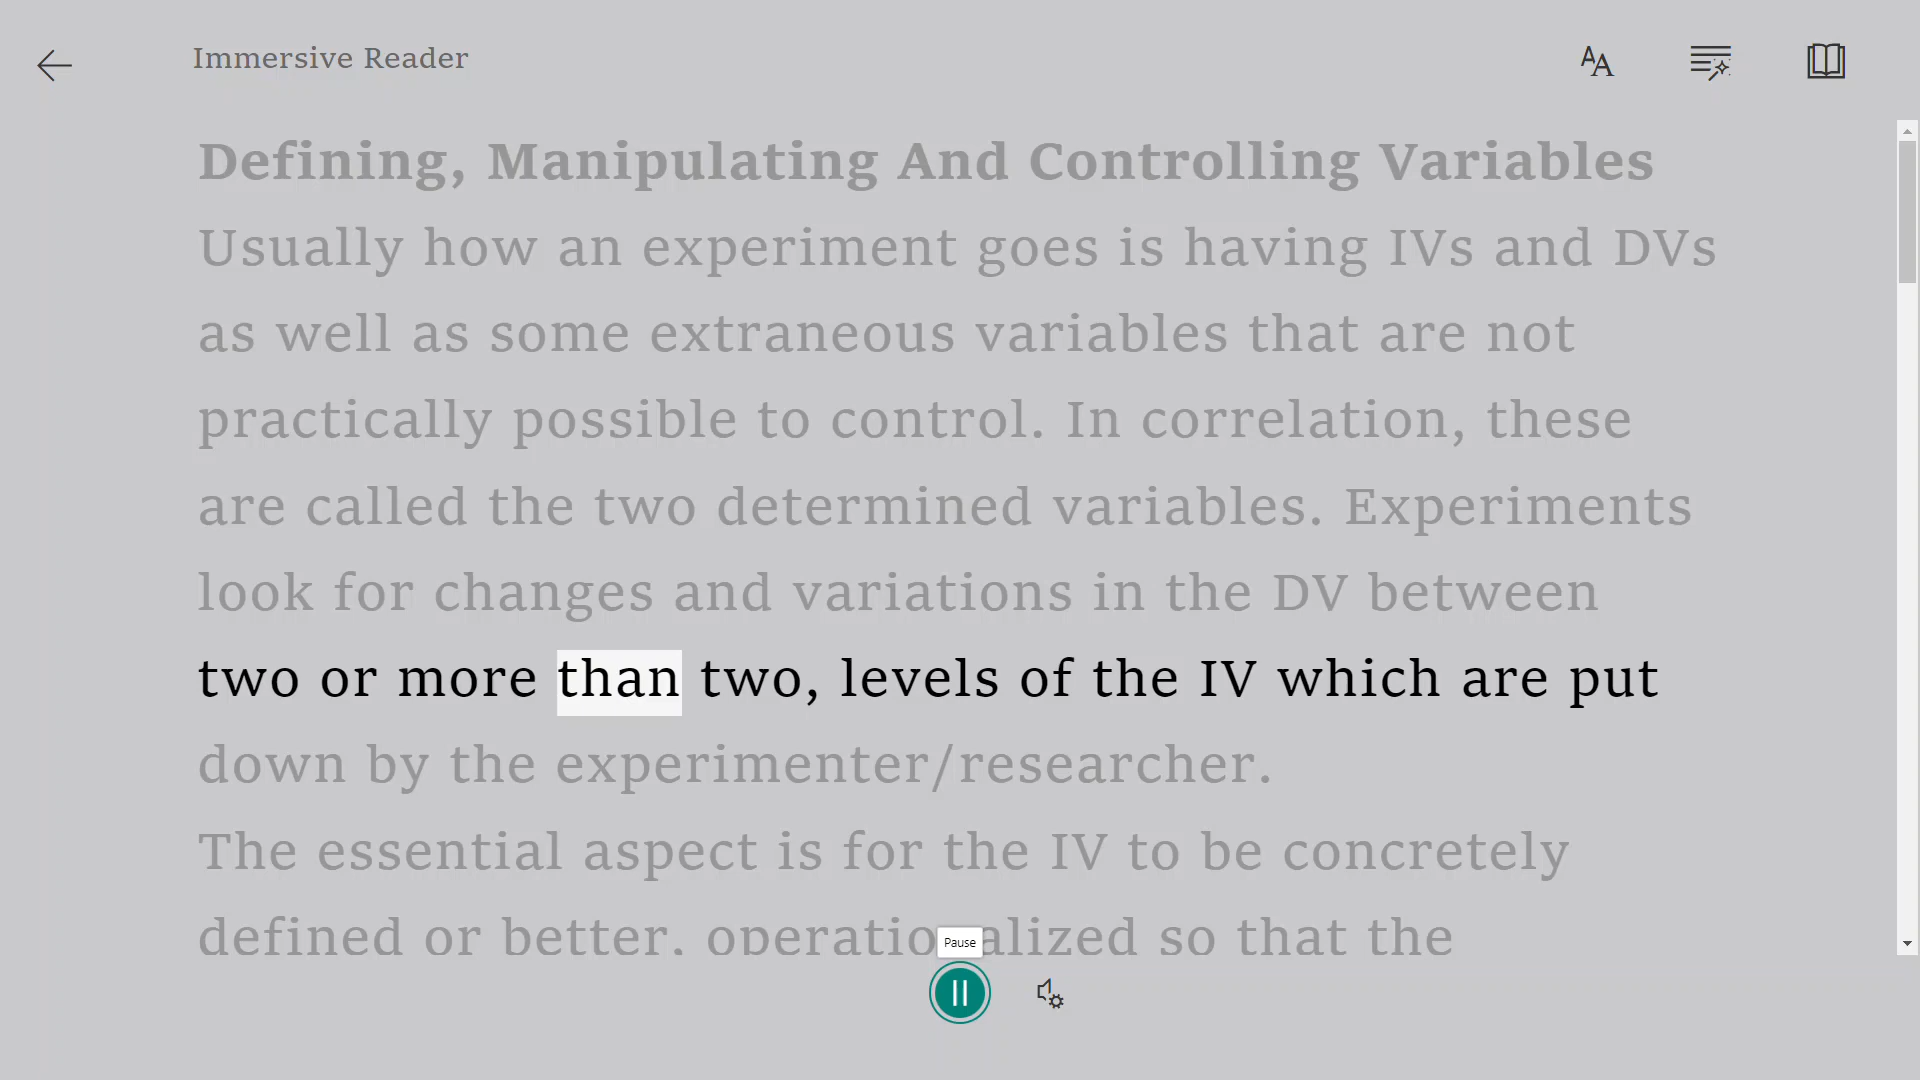 Immersive Reader
Defining, Manipulating And Controlling Variables
Usually how an experiment goes is having IVs and DVs
as well as some extraneous variables that are not
practically possible to control. In correlation, these
are called the two determined variables. Experiments
look for changes and variations in the DV between
two or more than two, levels of the IV which are put
down by the experimenter/researcher.
The essential aspect is for the IV to be concretely
defined or better, operationalized so that the
Pause